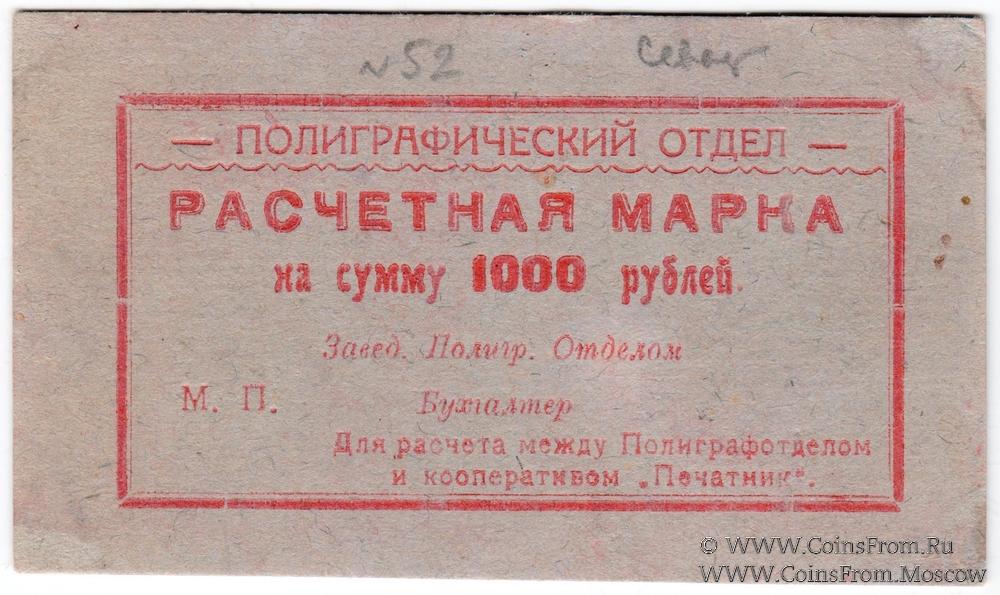 №52
— ПОЛИГРАФИЧЕСКИЙ ОТДЕЛ —
РАСЧЕТНАЯ МАРКА
на сумму 1000 рублей.
Завед. Полигр. Отделом
М. П. Бухгалтер
Для расчета между Полиграфотделом
и кооперативом „Печатник“.
© WWW.CoinsFrom.Ru
WWW.CoinsFrom.Moscow